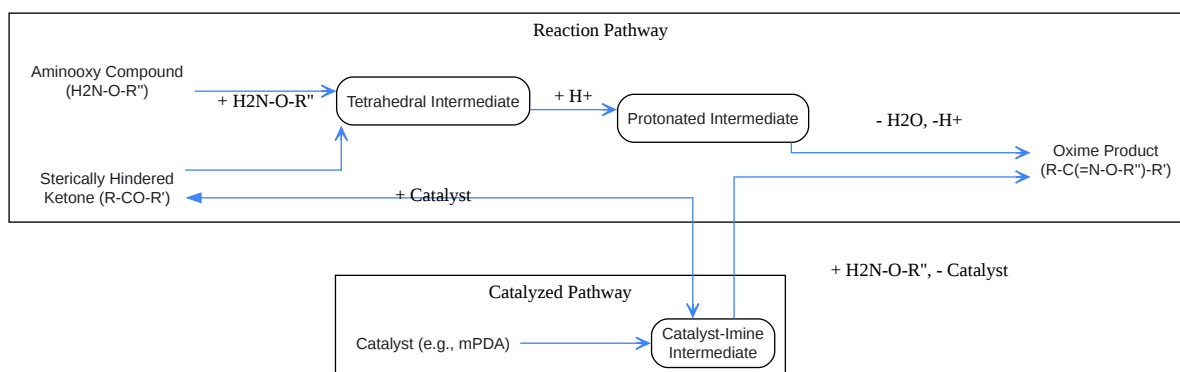 Reaction Pathway
Aminooxy Compound
(H2N-O-R")
+ H2N-O-R"
Tetrahedral Intermediate
+ H+
Protonated Intermediate
- H2O, -H+
Oxime Product
(R-C(=N-O-R")-R')
Sterically Hindered
Ketone (R-CO-R')
+ Catalyst
+ H2N-O-R", - Catalyst
Catalyzed Pathway
Catalyst (e.g., mPDA)
Catalyst-Imine
Intermediate